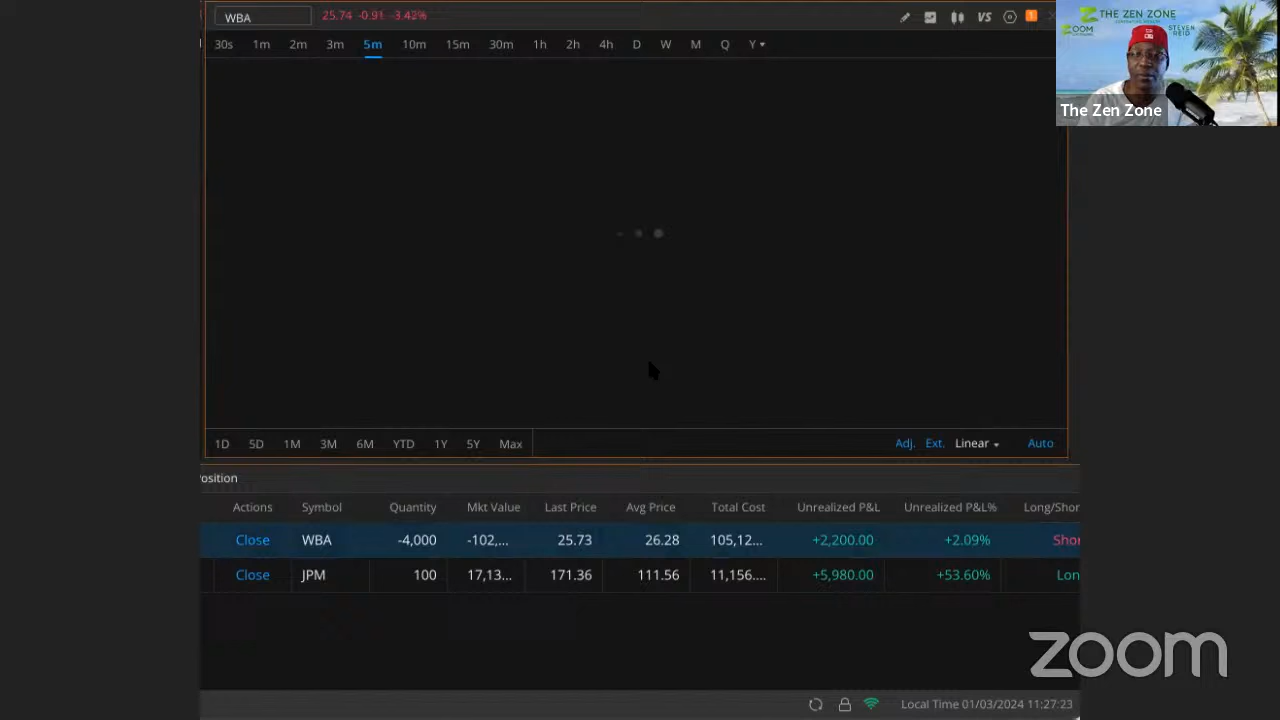 WBA 25.74 -0.91 -3.42% VS 1
30s 1m 2m 3m 5m 10m 15m 30m 1h 2h 4h D W M Q Y
THE ZEN ZONE
ZOOM
STEVEN REID
The Zen Zone
1D 5D 1M 3M 6M YTD 1Y 5Y Max Adj. Ext. Linear Auto
osition
Actions Symbol Quantity Mkt Value Last Price Avg Price Total Cost Unrealized P&L Unrealized P&L% Long/Shor
Close WBA -4,000 -102,... 25.73 26.28 105,12... +2,200.00 +2.09% Shor
Close JPM 100 17,13... 171.36 111.56 11,156.... +5,980.00 +53.60% Lon
zoom
Local Time 01/03/2024 11:27:23